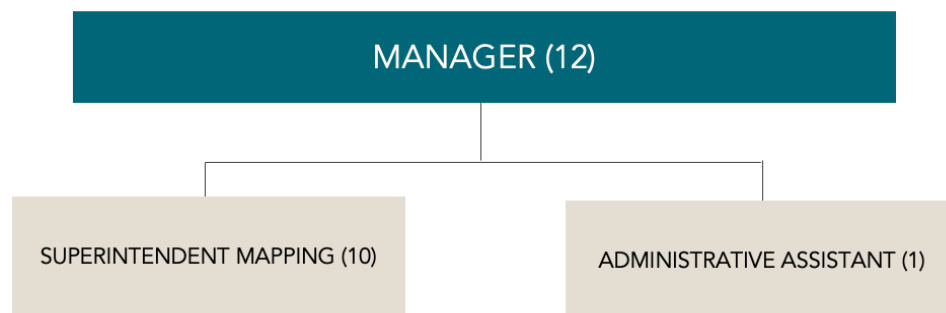 MANAGER (12)
SUPERINTENDENT MAPPING (10)
ADMINISTRATIVE ASSISTANT (1)